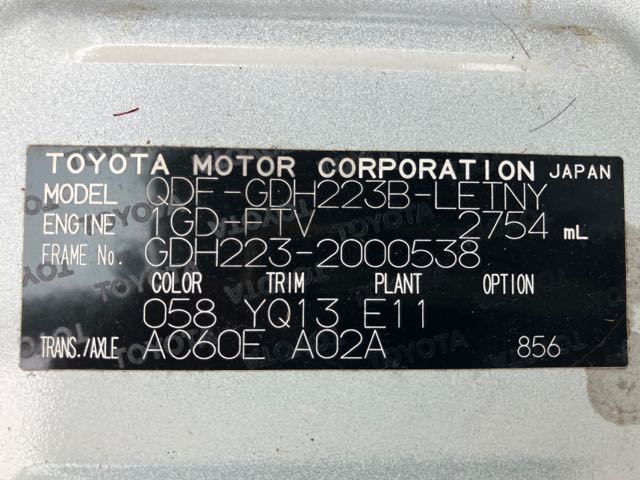 TOYOTA MOTOR CORPORATION JAPAN
MODEL QDF-GDH223B-LETNY
ENGINE 1GD-FTV 2754 mL
FRAME No. GDH223-2000538
COLOR TRIM PLANT OPTION
058 YQ13 E11
TRANS./AXLE AC60E A02A 856